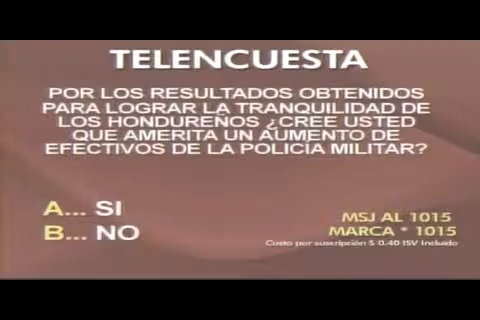 TELENCUESTA
POR LOS RESULTADOS OBTENIDOS
PARA LOGRAR LA TRANQUILIDAD DE
LOS HONDUREÑOS ¿CREE USTED
QUE AMERITA UN AUMENTO DE
EFECTIVOS DE LA POLICIA MILITAR?
A... SI
B... NO
MSJ AL 1015
MARCA * 1015
Costo por suscripción $ 0.40 ISV Incluido